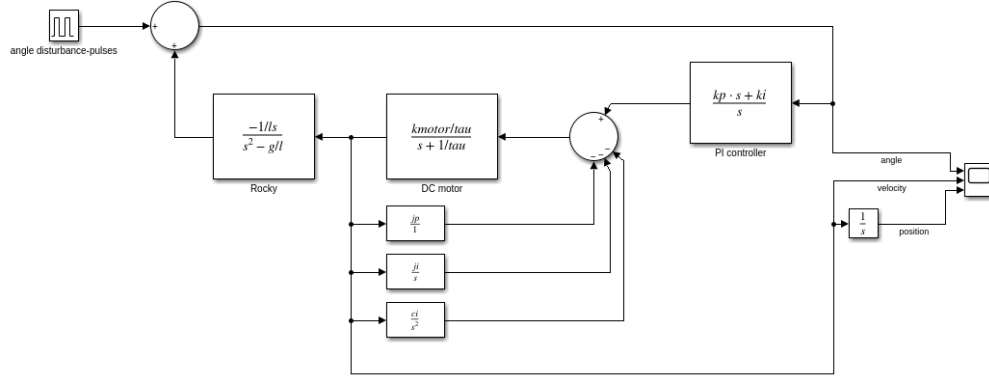 +
+
angle disturbance-pulses
-1/ls
s² - g/l
Rocky
kmotor/tau
s + 1/tau
DC motor
+
−
−
−
kp · s + ki
s
PI controller
angle
velocity
1
s
position
jp
1
ji
s
ci
s²